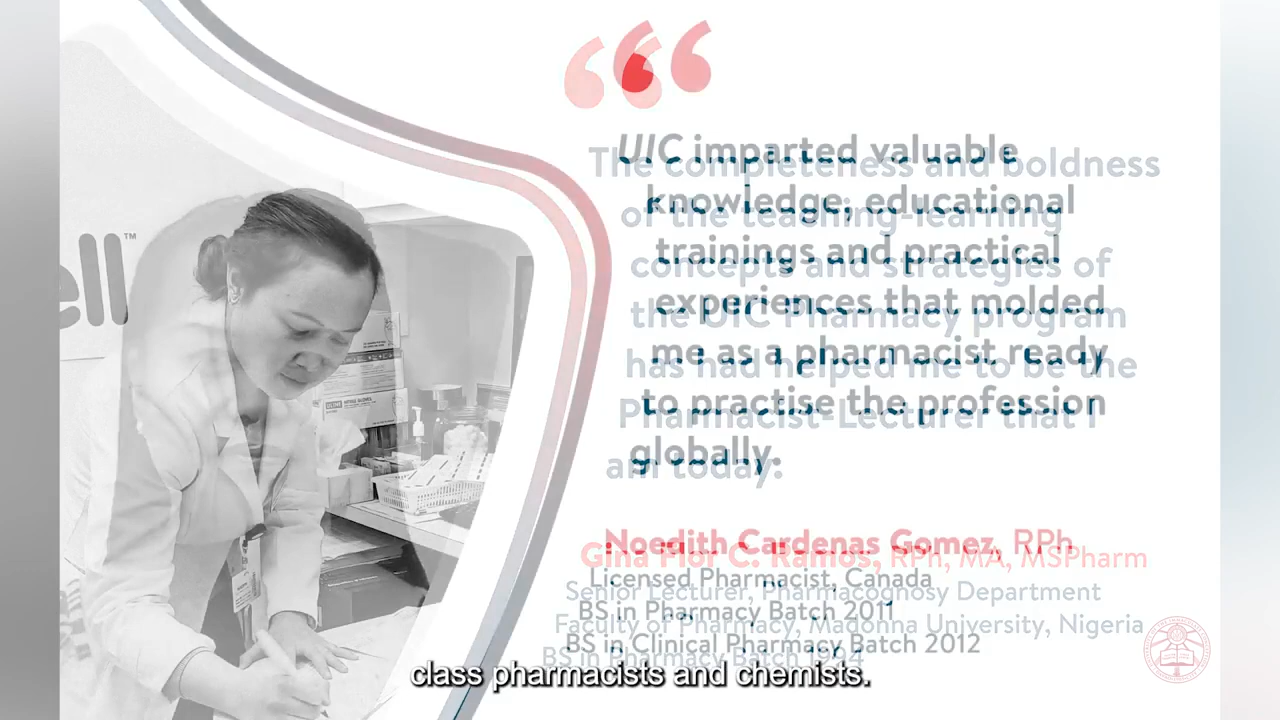 ell™
UIC imparted valuable
knowledge, educational
trainings and practical
experiences that molded
me as a pharmacist ready
to practise the profession
globally.
Noedith Cardenas Gomez, RPh
Licensed Pharmacist, Canada
BS in Pharmacy Batch 2011
BS in Clinical Pharmacy Batch 2012
The completeness and boldness
of the teaching-learning
concepts and strategies of
the UIC Pharmacy program
has had helped me to be the
Pharmacist-Lecturer that I
am today.
Gina Flor C. Ramos, RPh, MA, MSPharm
Senior Lecturer, Pharmacognosy Department
Faculty of Pharmacy, Madonna University, Nigeria
BS in Pharmacy Batch 1994
class pharmacists and chemists.